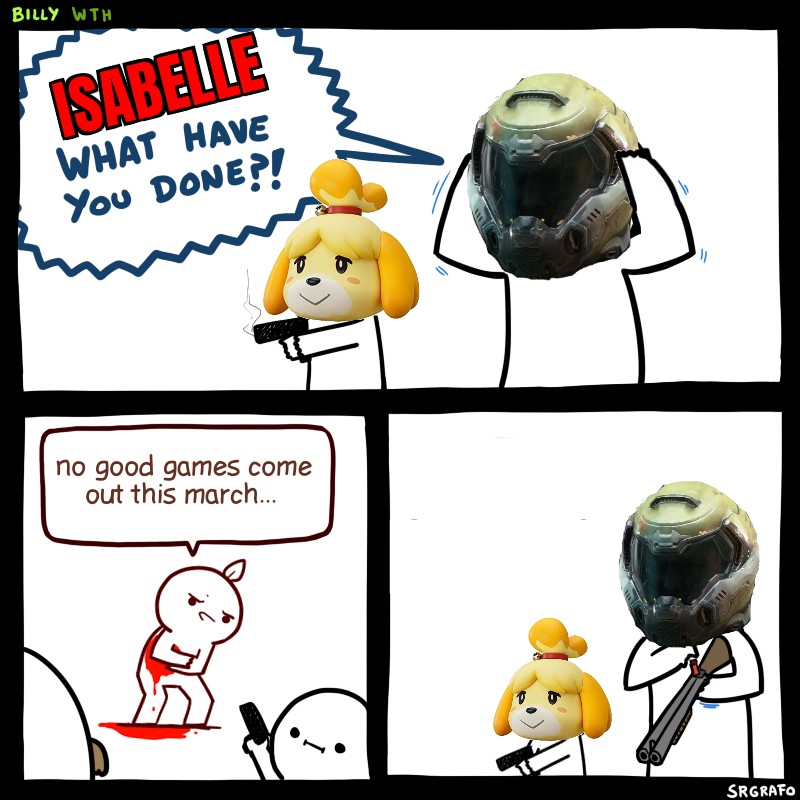 BILLY WTH
ISABELLE
WHAT HAVE
YOU DONE?!
no good games come
out this march...
SRGRAFO